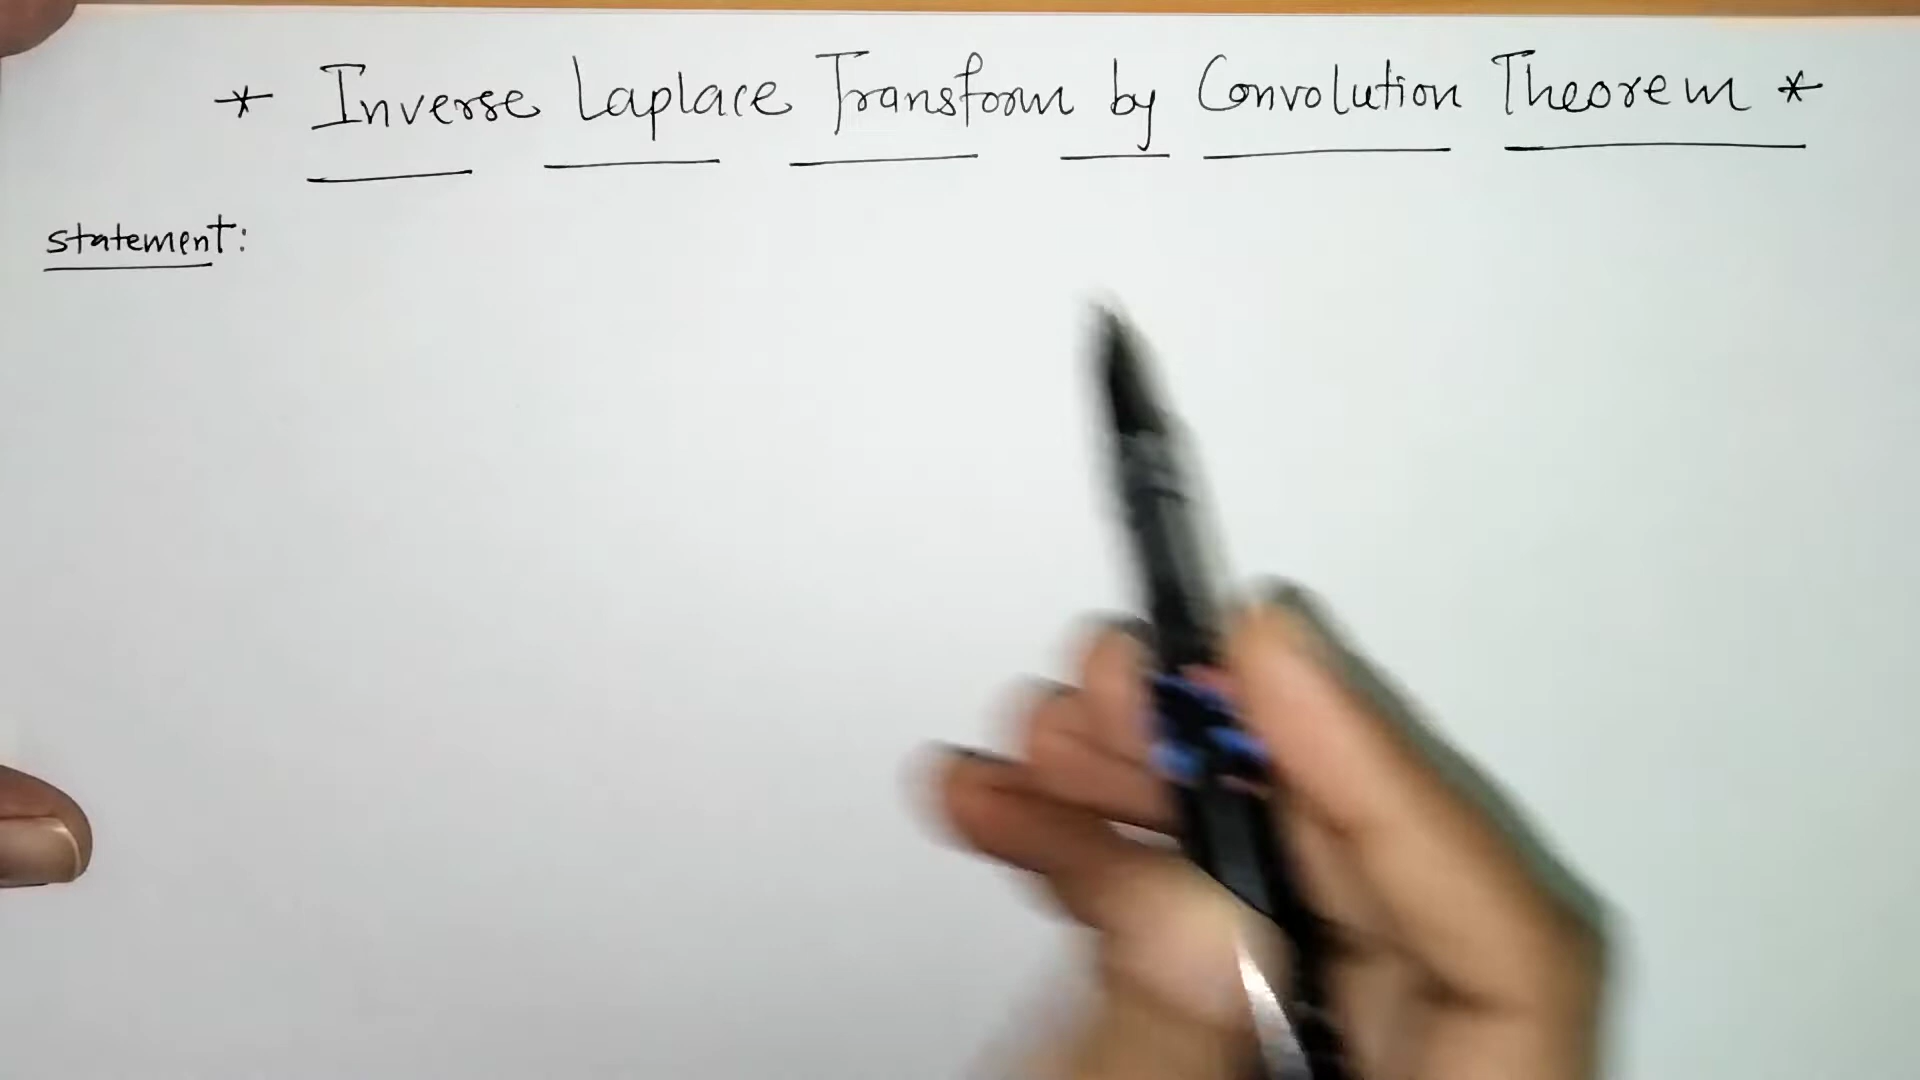 * Inverse Laplace Transform by Convolution Theorem *
statement: